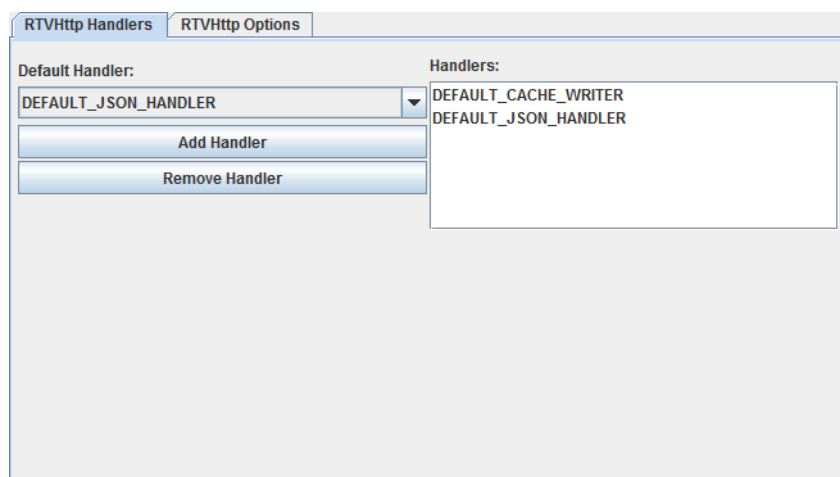 RTVHttp Handlers
RTVHttp Options
Default Handler:
DEFAULT_JSON_HANDLER
Add Handler
Remove Handler
Handlers:
DEFAULT_CACHE_WRITER
DEFAULT_JSON_HANDLER